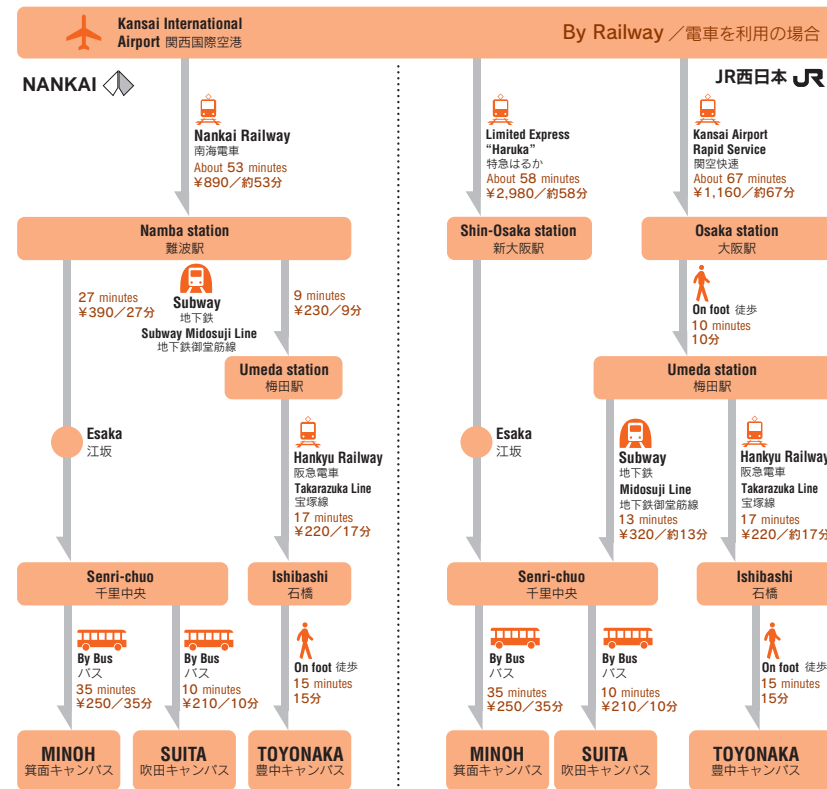 Kansai International
Airport 関西国際空港
By Railway ／電車を利用の場合
NANKAI
JR西日本 JR
Nankai Railway
南海電車
About 53 minutes
¥890／約53分
Limited Express
“Haruka”
特急はるか
About 58 minutes
¥2,980／約58分
Kansai Airport
Rapid Service
関空快速
About 67 minutes
¥1,160／約67分
Namba station
難波駅
Shin-Osaka station
新大阪駅
Osaka station
大阪駅
27 minutes
¥390／27分
Subway
地下鉄
Subway Midosuji Line
地下鉄御堂筋線
9 minutes
¥230／9分
On foot 徒歩
10 minutes
10分
Umeda station
梅田駅
Umeda station
梅田駅
Esaka
江坂
Hankyu Railway
阪急電車
Takarazuka Line
宝塚線
17 minutes
¥220／17分
Esaka
江坂
Subway
地下鉄
Midosuji Line
地下鉄御堂筋線
13 minutes
¥320／約13分
Hankyu Railway
阪急電車
Takarazuka Line
宝塚線
17 minutes
¥220／約17分
Senri-chuo
千里中央
Ishibashi
石橋
Senri-chuo
千里中央
Ishibashi
石橋
By Bus
バス
35 minutes
¥250／35分
By Bus
バス
10 minutes
¥210／10分
On foot 徒歩
15 minutes
15分
By Bus
バス
35 minutes
¥250／35分
By Bus
バス
10 minutes
¥210／10分
On foot 徒歩
15 minutes
15分
MINOH
箕面キャンパス
SUITA
吹田キャンパス
TOYONAKA
豊中キャンパス
MINOH
箕面キャンパス
SUITA
吹田キャンパス
TOYONAKA
豊中キャンパス